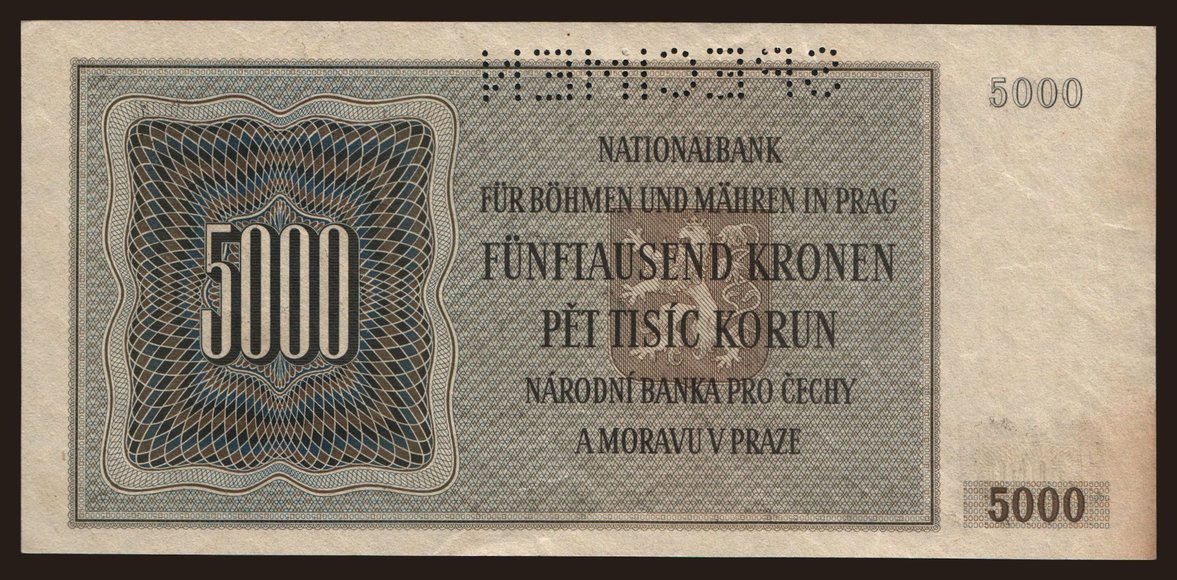 SPECIMEN
5000
NATIONALBANK
FÜR BÖHMEN UND MÄHREN IN PRAG
FÜNFTAUSEND KRONEN
5000
PĚT TISÍC KORUN
NÁRODNÍ BANKA PRO ČECHY
A MORAVU V PRAZE
5000